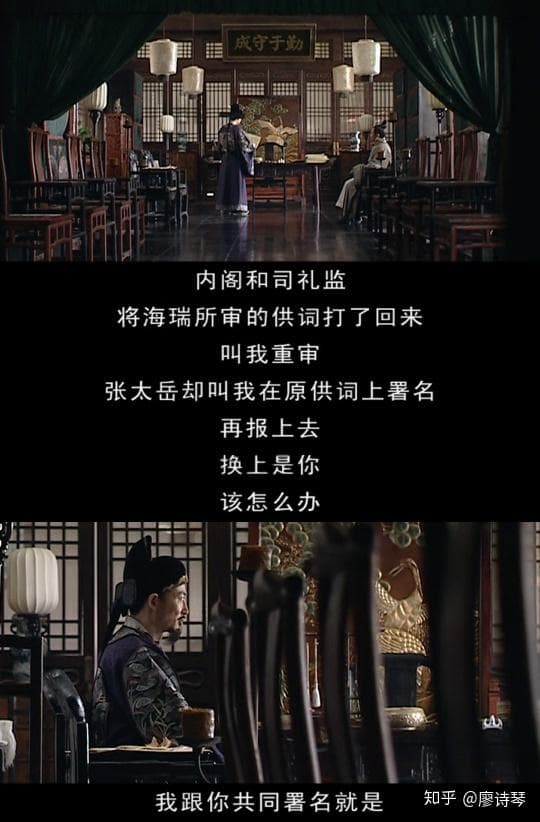 成守于勤
内阁和司礼监
将海瑞所审的供词打了回来
叫我重审
张太岳却叫我在原供词上署名
再报上去
换上是你
该怎么办
我跟你共同署名就是
知乎 @廖诗琴